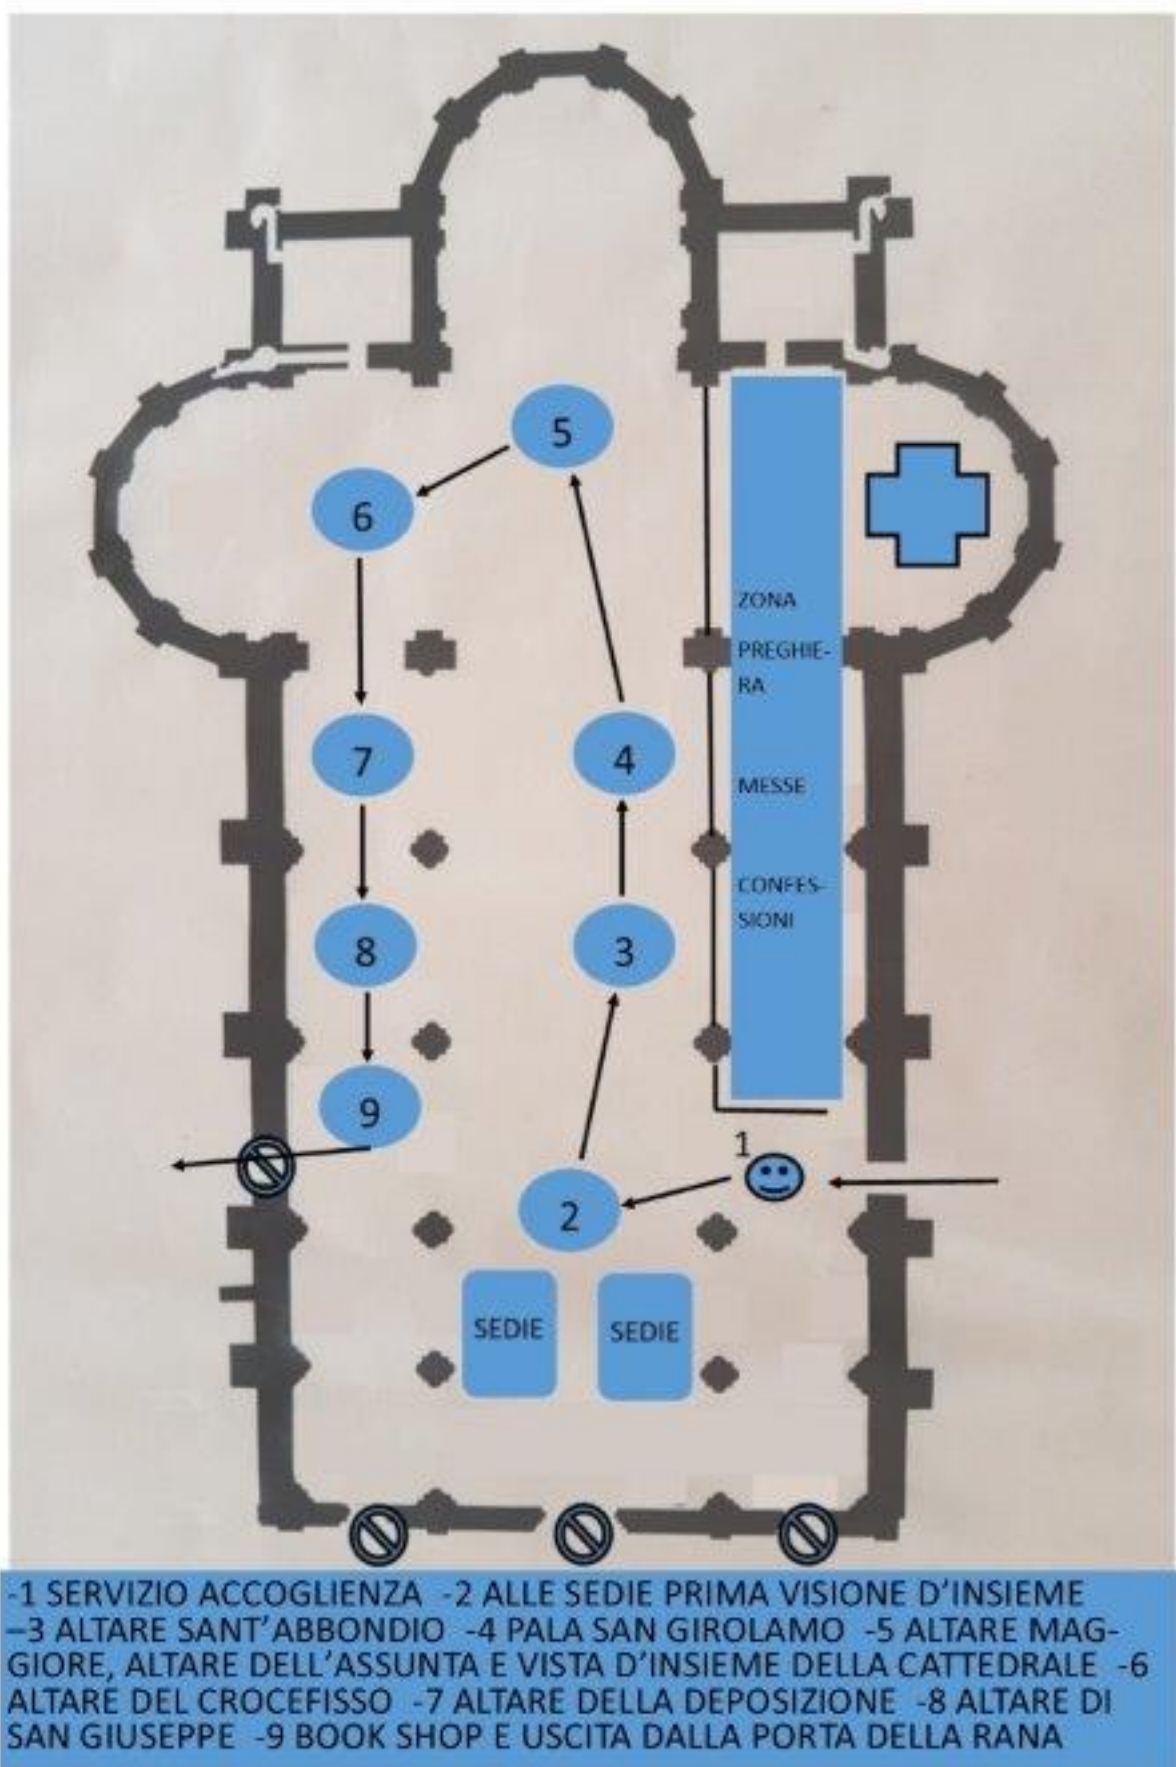 5
6
ZONA
PREGHIE-
RA
7
4
MESSE
CONFES-
SIONI
8
3
9
1
2
SEDIE
SEDIE
-1 SERVIZIO ACCOGLIENZA -2 ALLE SEDIE PRIMA VISIONE D'INSIEME
–3 ALTARE SANT'ABBONDIO -4 PALA SAN GIROLAMO -5 ALTARE MAG-
GIORE, ALTARE DELL'ASSUNTA E VISTA D'INSIEME DELLA CATTEDRALE -6
ALTARE DEL CROCEFISSO -7 ALTARE DELLA DEPOSIZIONE -8 ALTARE DI
SAN GIUSEPPE -9 BOOK SHOP E USCITA DALLA PORTA DELLA RANA